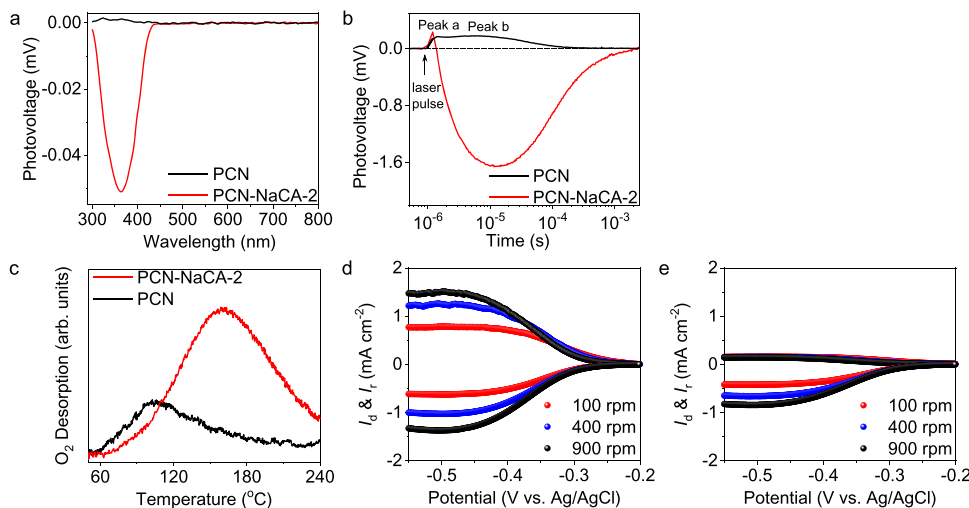 a
0.00
-0.02
-0.04
Photovoltage (mV)
PCN
PCN-NaCA-2
300 400 500 600 700 800
Wavelength (nm)
b
Peak a Peak b
0.0
laser
pulse
-0.8
-1.6
Photovoltage (mV)
PCN
PCN-NaCA-2
10⁻⁶ 10⁻⁵ 10⁻⁴ 10⁻³
Time (s)
c
PCN-NaCA-2
PCN
O₂ Desorption (arb. units)
60 120 180 240
Temperature (°C)
d
2
1
0
-1
-2
I_d & I_r (mA cm⁻²)
100 rpm
400 rpm
900 rpm
-0.5 -0.4 -0.3 -0.2
Potential (V vs. Ag/AgCl)
e
2
1
0
-1
-2
I_d & I_r (mA cm⁻²)
100 rpm
400 rpm
900 rpm
-0.5 -0.4 -0.3 -0.2
Potential (V vs. Ag/AgCl)